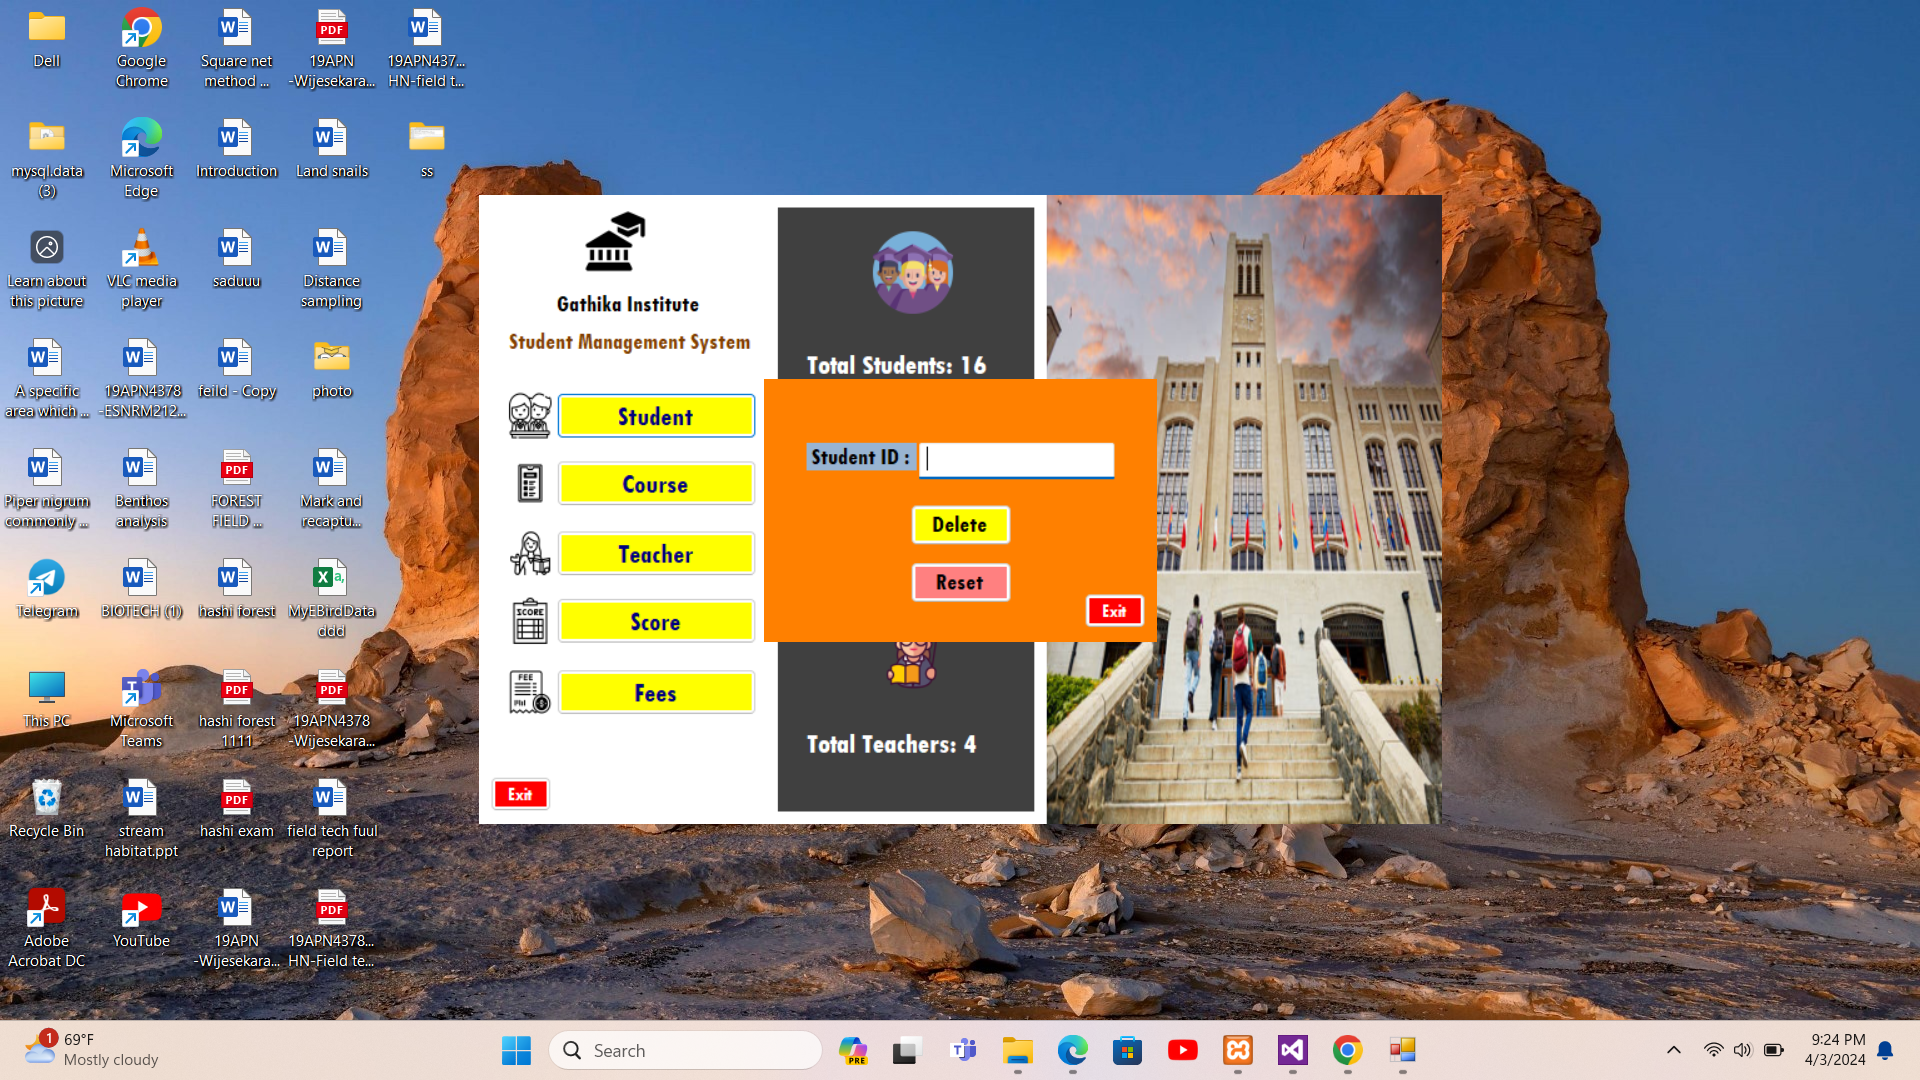 Dell
Google
Chrome
Square net
method ...
19APN
-Wijesekara...
19APN437...
HN-field t...
mysql.data
(3)
Microsoft
Edge
Introduction
Land snails
ss
Learn about
this picture
VLC media
player
saduuu
Distance
sampling
A specific
area which ...
19APN4378
-ESNRM212...
feild - Copy
photo
Piper nigrum
commonly ...
Benthos
analysis
FOREST
FIELD ...
Mark and
recaptu...
Telegram
BIOTECH (1)
hashi forest
MyEBirdData
ddd
This PC
Microsoft
Teams
hashi forest
1111
19APN4378
-Wijesekara...
Recycle Bin
stream
habitat.ppt
hashi exam
field tech fuul
report
Adobe
Acrobat DC
YouTube
19APN
-Wijesekara...
19APN4378...
HN-Field te...
Gathika Institute
Student Management System
Student
Course
Teacher
SCORE
Score
FEE
Fees
Exit
Total Students: 16
Student ID :
Delete
Reset
Exit
Total Teachers: 4
1
69°F
Mostly cloudy
Search
PRE
9:24 PM
4/3/2024